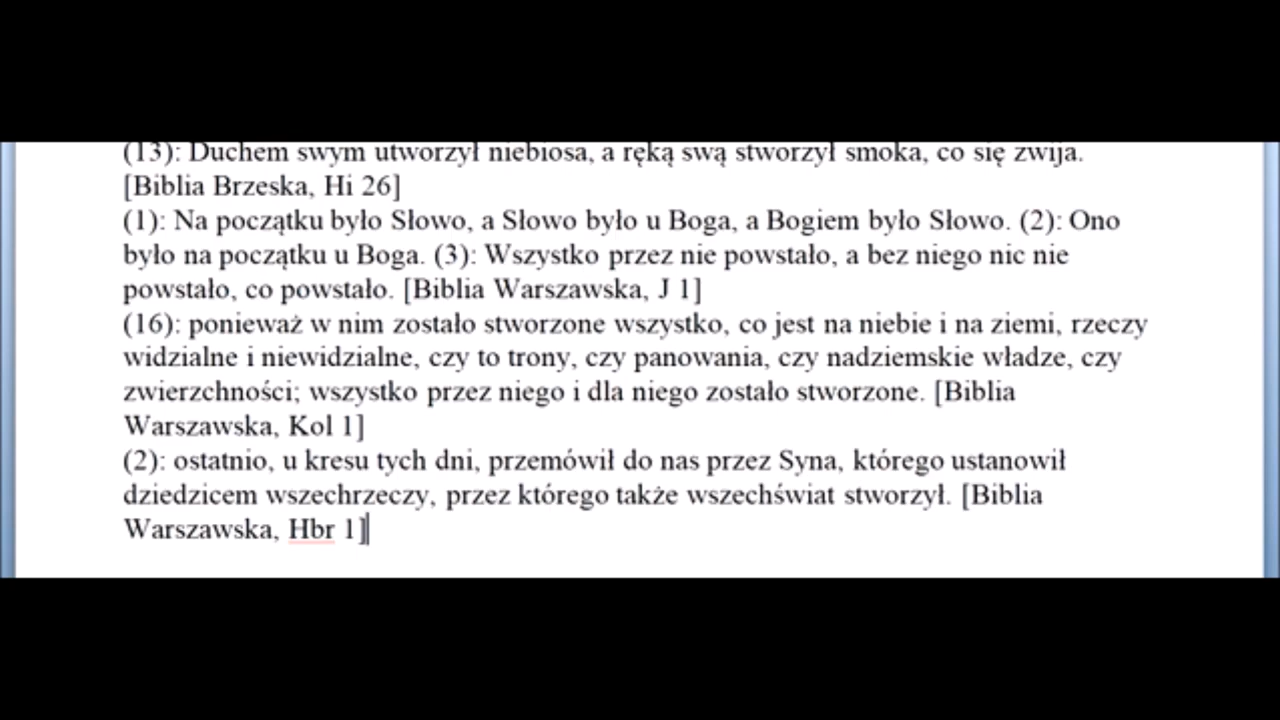 (13): Duchem swym utworzył niebiosa, a ręką swą stworzył smoka, co się zwija.
[Biblia Brzeska, Hi 26]
(1): Na początku było Słowo, a Słowo było u Boga, a Bogiem było Słowo. (2): Ono
było na początku u Boga. (3): Wszystko przez nie powstało, a bez niego nic nie
powstało, co powstało. [Biblia Warszawska, J 1]
(16): ponieważ w nim zostało stworzone wszystko, co jest na niebie i na ziemi, rzeczy
widzialne i niewidzialne, czy to trony, czy panowania, czy nadziemskie władze, czy
zwierzchności; wszystko przez niego i dla niego zostało stworzone. [Biblia
Warszawska, Kol 1]
(2): ostatnio, u kresu tych dni, przemówił do nas przez Syna, którego ustanowił
dziedzicem wszechrzeczy, przez którego także wszechświat stworzył. [Biblia
Warszawska, Hbr 1]